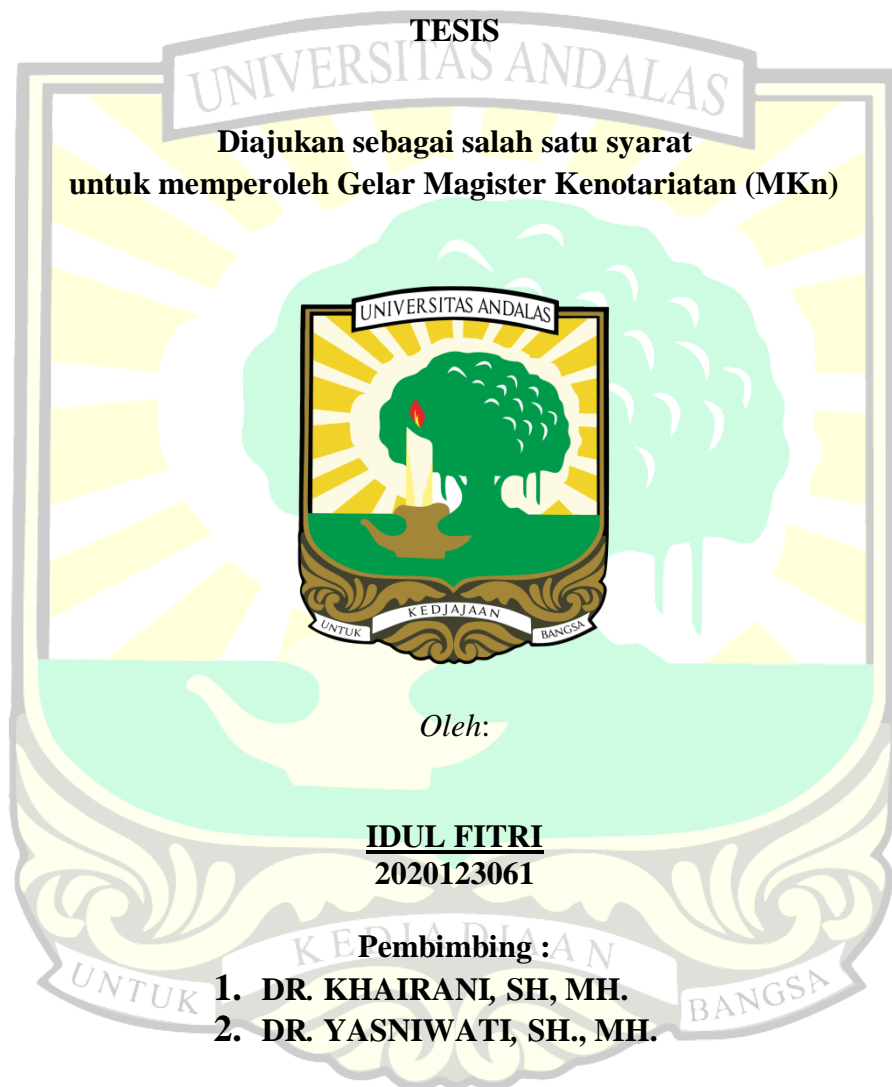 TESIS
UNIVERSITAS ANDALAS
Diajukan sebagai salah satu syarat
untuk memperoleh Gelar Magister Kenotariatan (MKn)
UNIVERSITAS ANDALAS
UNTUK KEDJAJAAN BANGSA
Oleh:
IDUL FITRI
2020123061
Pembimbing :
KEDJADJAAN
UNTUK BANGSA
1. DR. KHAIRANI, SH, MH.
2. DR. YASNIWATI, SH., MH.